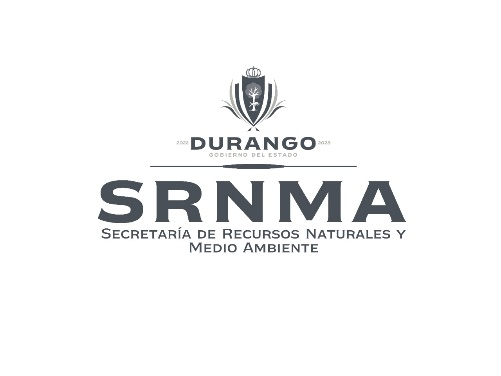 2022 DURANGO 2028
GOBIERNO DEL ESTADO
SRNMA
SECRETARÍA DE RECURSOS NATURALES Y
MEDIO AMBIENTE